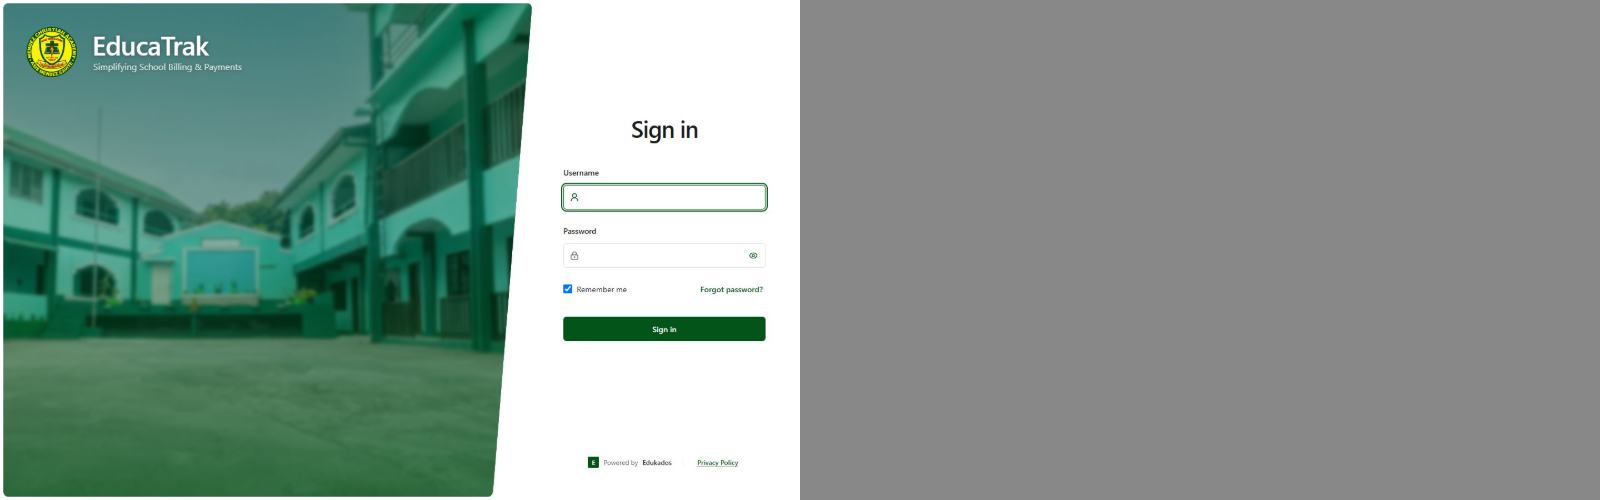 EducaTrak
Simplifying School Billing & Payments
Sign in
Username
Password
Remember me
Forgot password?
Sign in
E Powered by Edukados
Privacy Policy